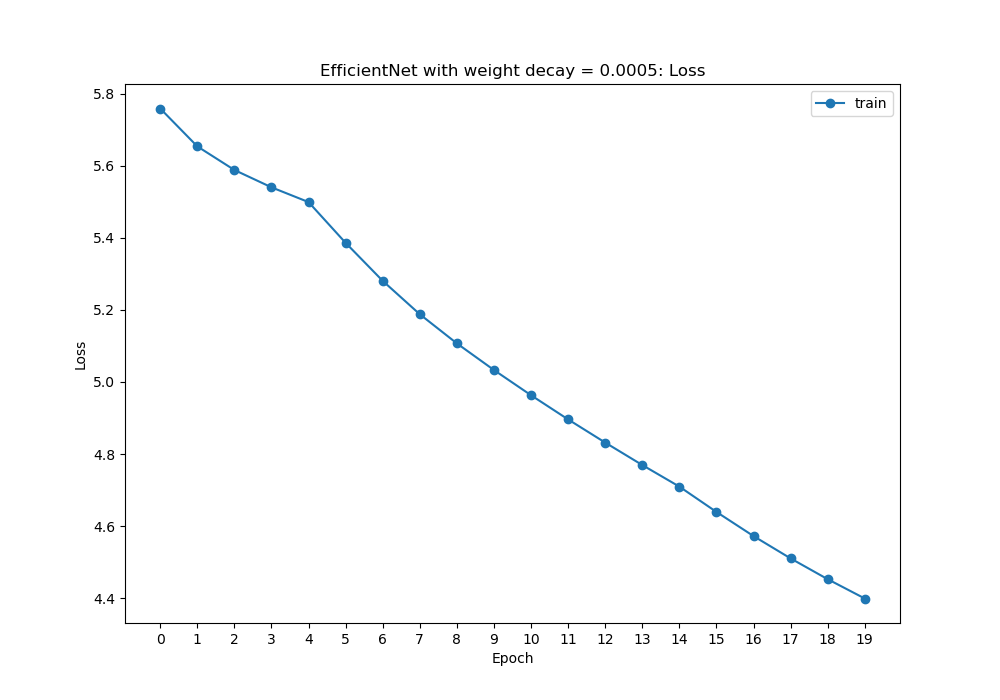 EfficientNet with weight decay = 0.0005: Loss
train
5.8
5.6
5.4
5.2
5.0
4.8
4.6
4.4
Loss
0 1 2 3 4 5 6 7 8 9 10 11 12 13 14 15 16 17 18 19
Epoch